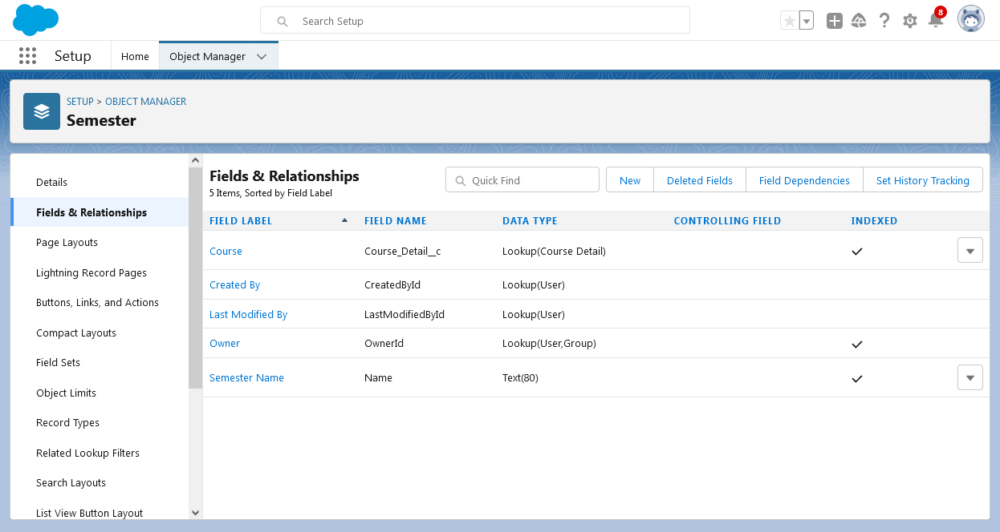 Search Setup
8
Setup
Home
Object Manager
SETUP > OBJECT MANAGER
Semester
Details
Fields & Relationships
Page Layouts
Lightning Record Pages
Buttons, Links, and Actions
Compact Layouts
Field Sets
Object Limits
Record Types
Related Lookup Filters
Search Layouts
List View Button Layout
Fields & Relationships
5 Items, Sorted by Field Label
Quick Find
New
Deleted Fields
Field Dependencies
Set History Tracking
FIELD LABEL FIELD NAME DATA TYPE CONTROLLING FIELD INDEXED
Course Course_Detail__c Lookup(Course Detail)
Created By CreatedById Lookup(User)
Last Modified By LastModifiedById Lookup(User)
Owner OwnerId Lookup(User,Group)
Semester Name Name Text(80)